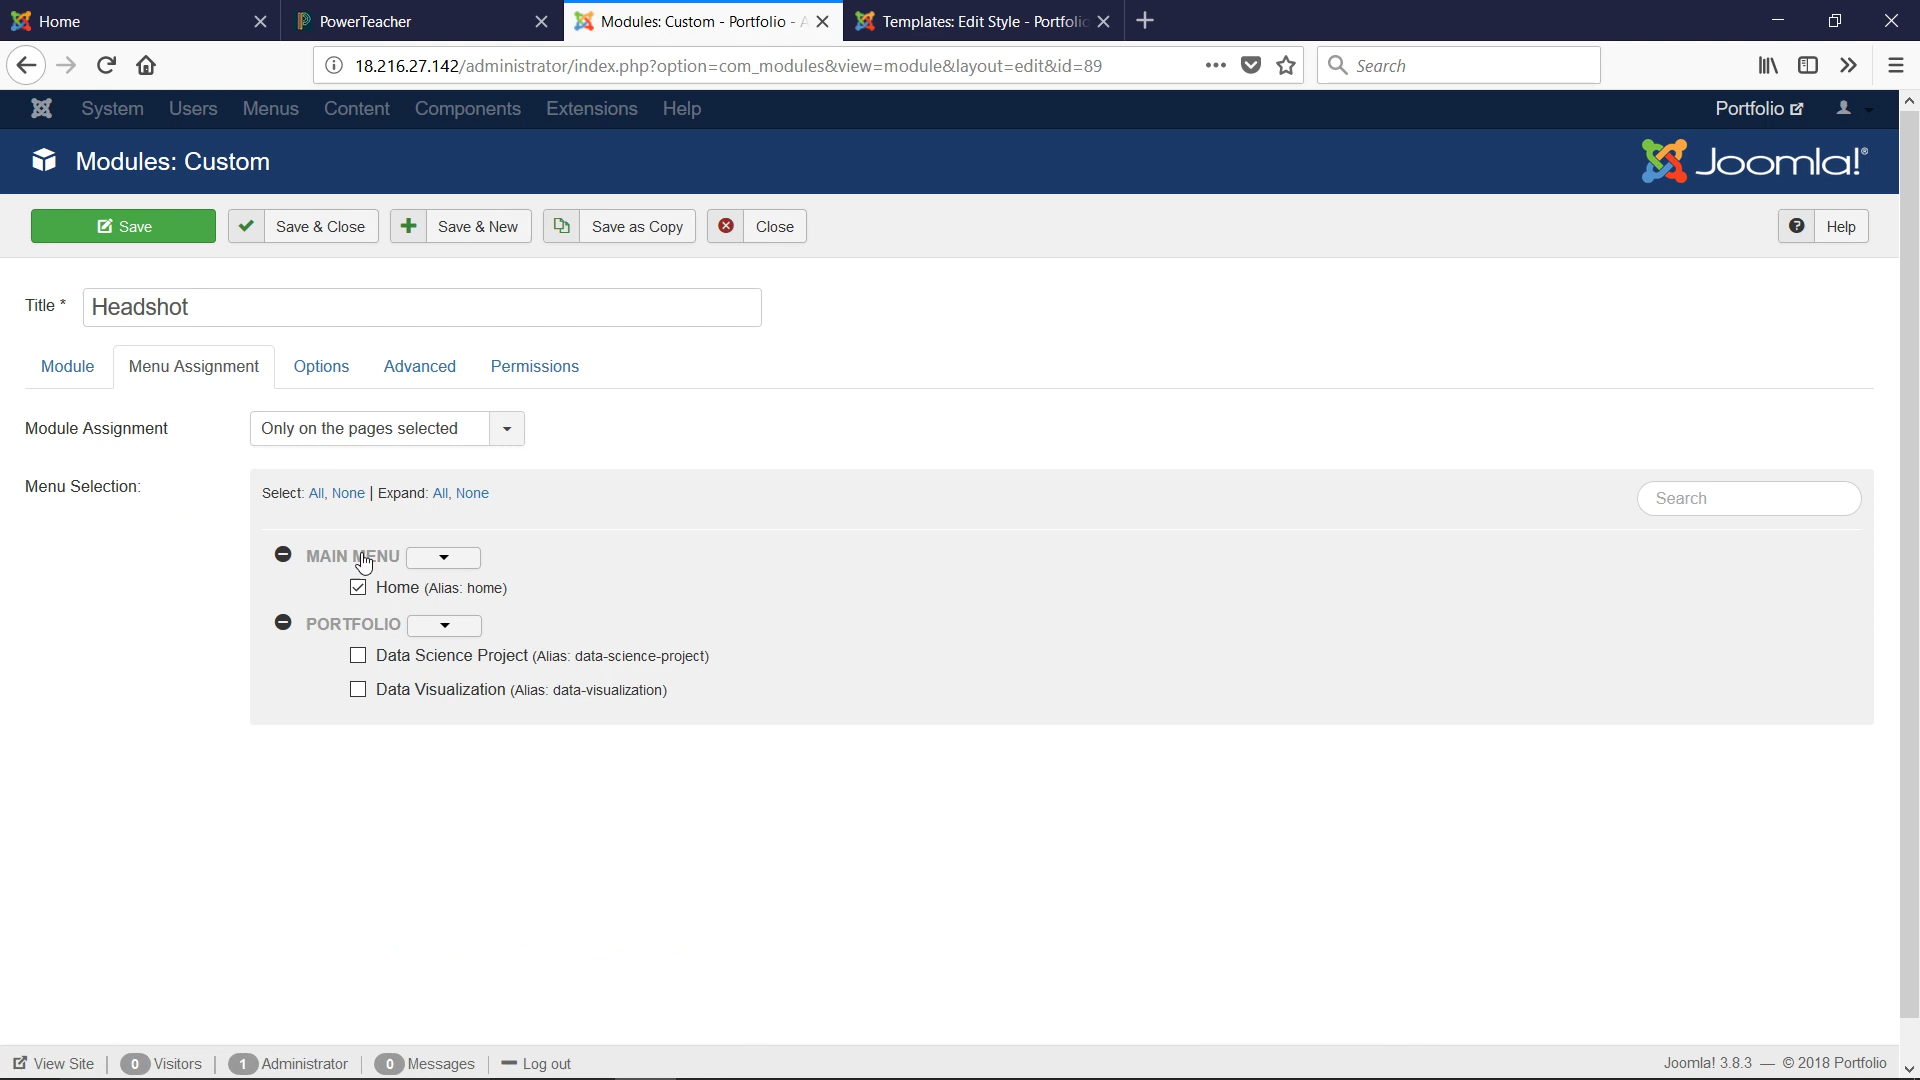 Home
PowerTeacher
Modules: Custom - Portfolio - A
Templates: Edit Style - Portfolio
18.216.27.142/administrator/index.php?option=com_modules&view=module&layout=edit&id=89
Search
System Users Menus Content Components Extensions Help
Portfolio
Modules: Custom
Joomla!®
Save
Save & Close
Save & New
Save as Copy
Close
Help
Title *
Headshot
Module
Menu Assignment
Options
Advanced
Permissions
Module Assignment
Only on the pages selected
Menu Selection:
Select: All, None | Expand: All, None
Search
MAIN MENU
Home (Alias: home)
PORTFOLIO
Data Science Project (Alias: data-science-project)
Data Visualization (Alias: data-visualization)
View Site
0 Visitors
1 Administrator
0 Messages
Log out
Joomla! 3.8.3 — © 2018 Portfolio